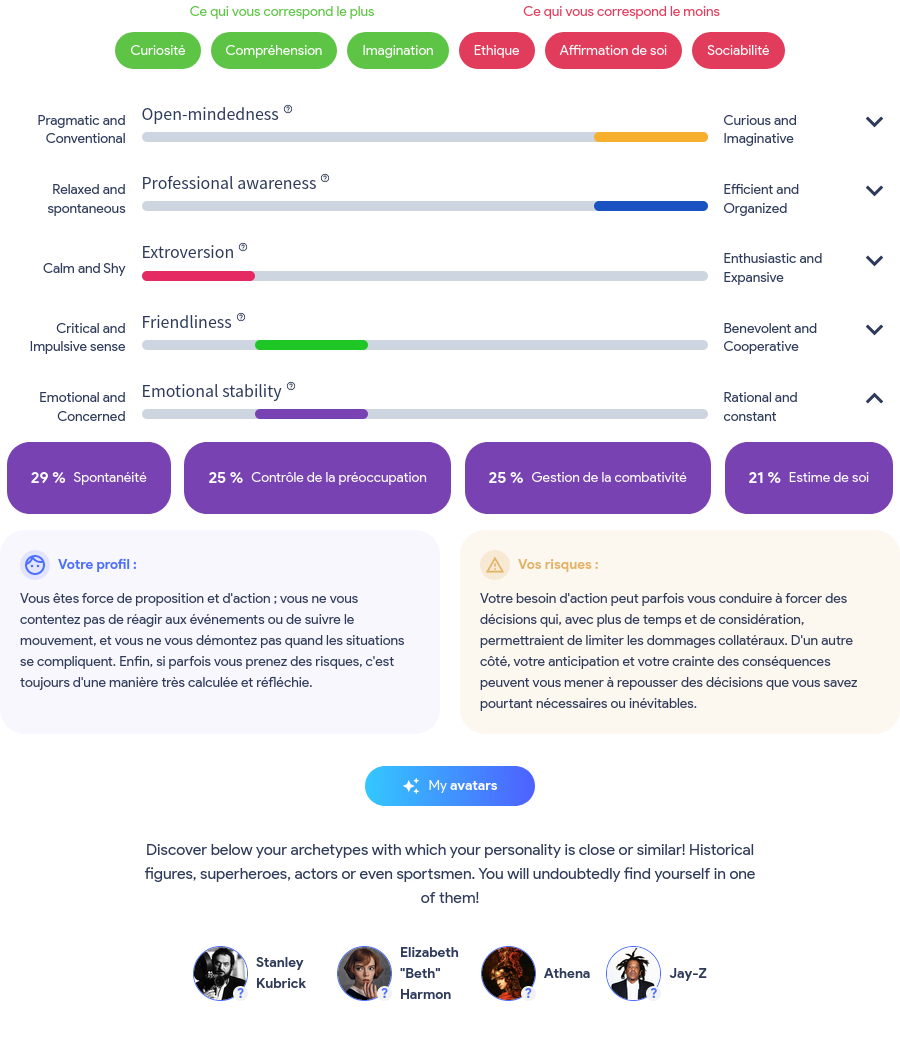 Ce qui vous correspond le plus
Ce qui vous correspond le moins
Curiosité
Compréhension
Imagination
Ethique
Affirmation de soi
Sociabilité
Pragmatic and
Conventional
Open-mindedness ?
Curious and
Imaginative
Relaxed and
spontaneous
Professional awareness ?
Efficient and
Organized
Calm and Shy
Extroversion ?
Enthusiastic and
Expansive
Critical and
Impulsive sense
Friendliness ?
Benevolent and
Cooperative
Emotional and
Concerned
Emotional stability ?
Rational and
constant
29 % Spontanéité
25 % Contrôle de la préoccupation
25 % Gestion de la combativité
21 % Estime de soi
Votre profil :
Vous êtes force de proposition et d'action ; vous ne vous
contentez pas de réagir aux événements ou de suivre le
mouvement, et vous ne vous démontez pas quand les situations
se compliquent. Enfin, si parfois vous prenez des risques, c'est
toujours d'une manière très calculée et réfléchie.
Vos risques :
Votre besoin d'action peut parfois vous conduire à forcer des
décisions qui, avec plus de temps et de considération,
permettraient de limiter les dommages collatéraux. D'un autre
côté, votre anticipation et votre crainte des conséquences
peuvent vous mener à repousser des décisions que vous savez
pourtant nécessaires ou inévitables.
My avatars
Discover below your archetypes with which your personality is close or similar! Historical
figures, superheroes, actors or even sportsmen. You will undoubtedly find yourself in one
of them!
?
Stanley
Kubrick
?
Elizabeth
"Beth"
Harmon
?
Athena
?
Jay-Z